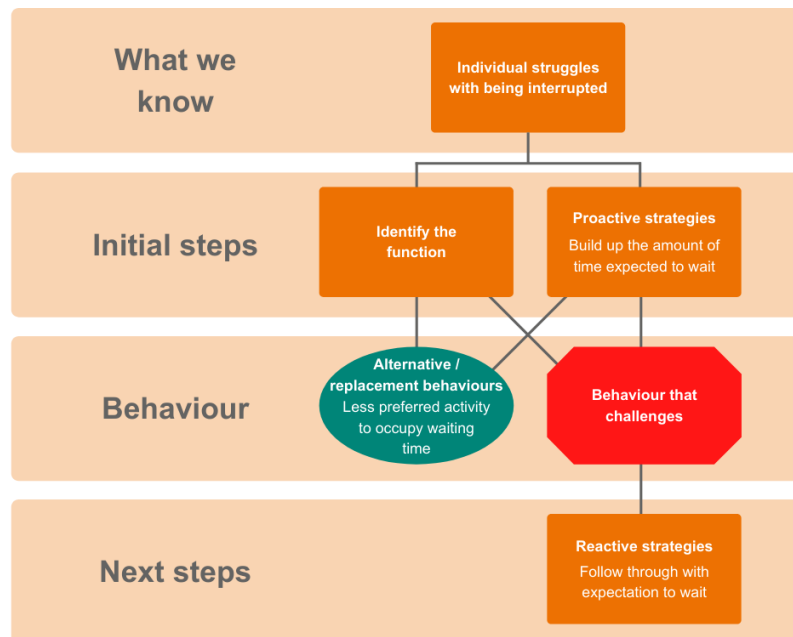 What we
know
Individual struggles
with being interrupted
Initial steps
Identify the
function
Proactive strategies
Build up the amount of
time expected to wait
Behaviour
Alternative /
replacement behaviours
Less preferred activity
to occupy waiting
time
Behaviour that
challenges
Next steps
Reactive strategies
Follow through with
expectation to wait